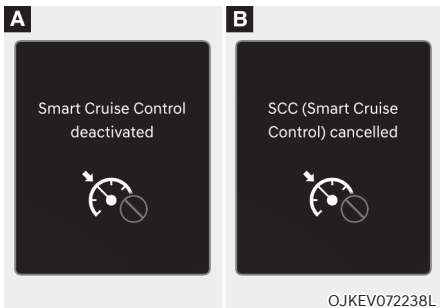 A
Smart Cruise Control
deactivated
B
SCC (Smart Cruise
Control) cancelled
OJKEV072238L